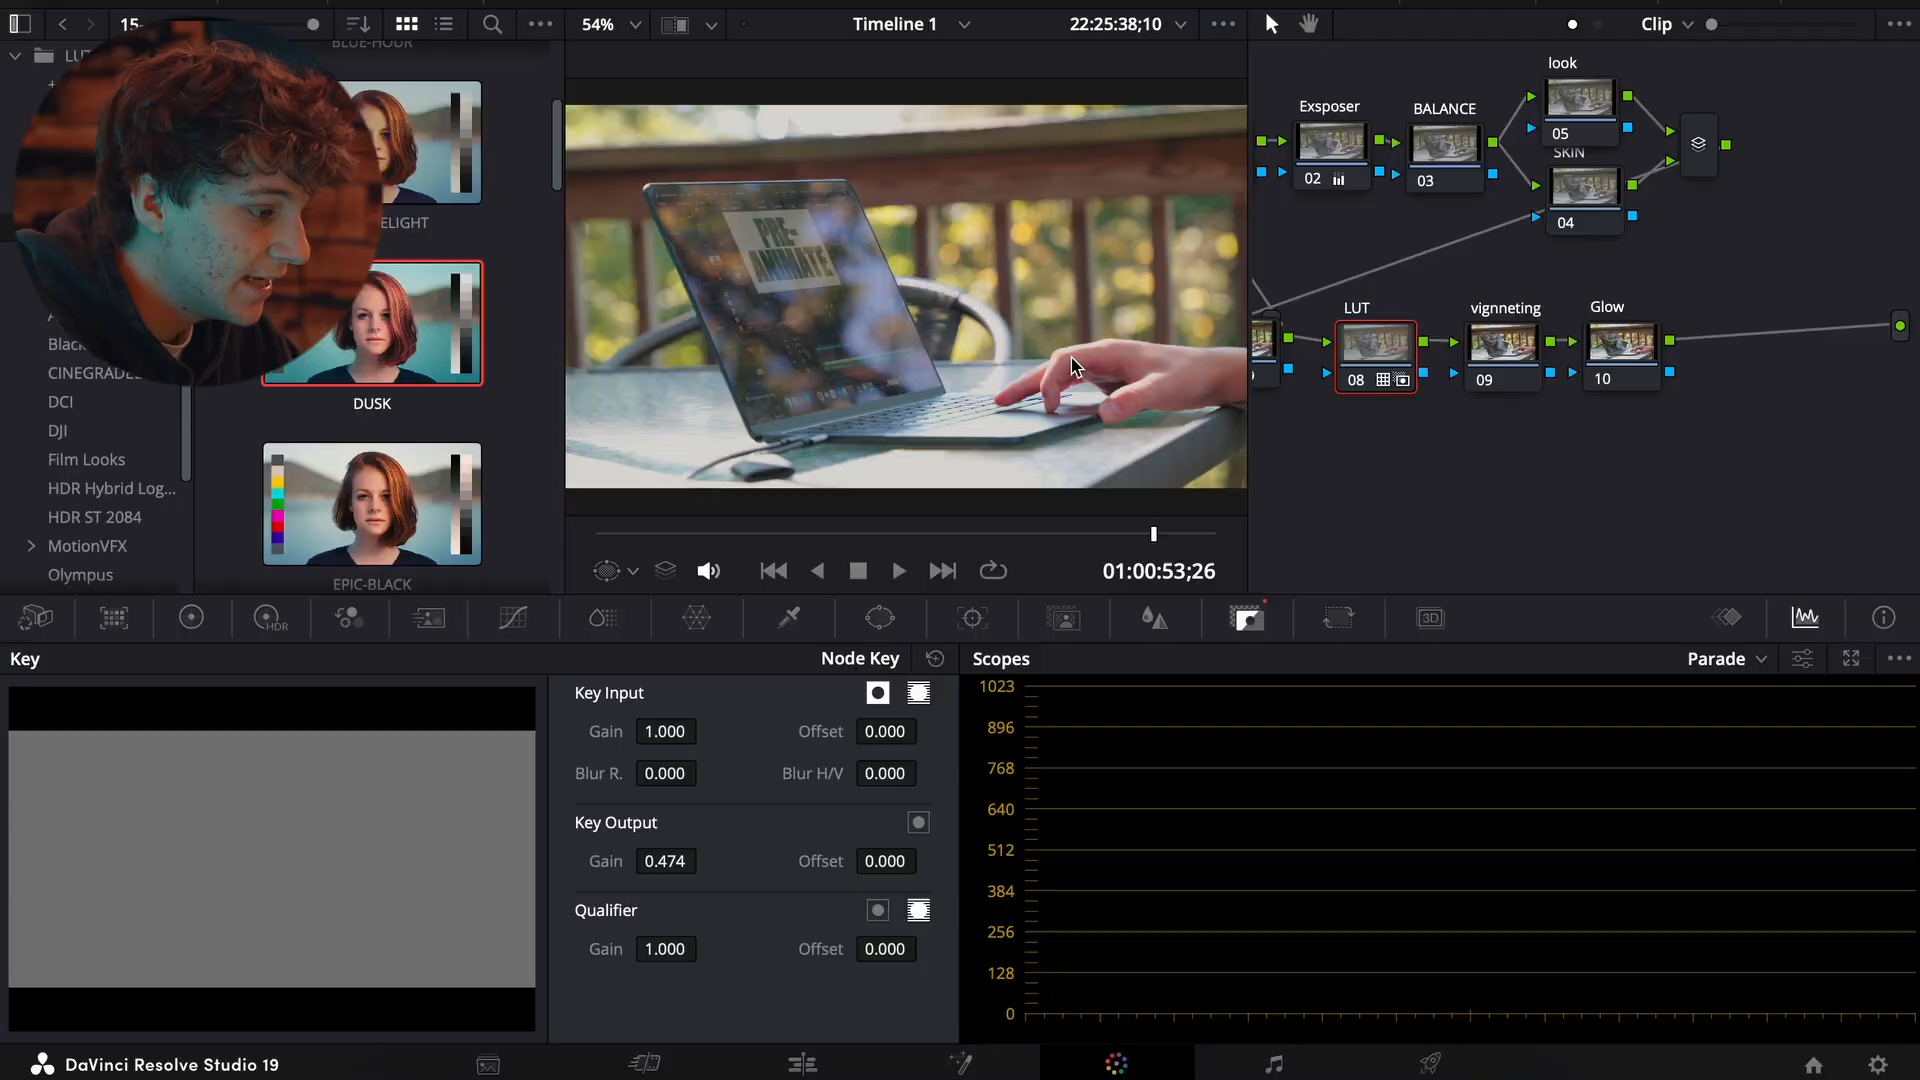 15-
54%
Timeline 1
22:25:38;10
Clip
LUT
BLUE-HOUR
ELIGHT
DUSK
EPIC-BLACK
Black
CINEGRADE
DCI
DJI
Film Looks
HDR Hybrid Log...
HDR ST 2084
MotionVFX
Olympus
PRE-
ANIMATE
01:00:53;26
look
Exsposer
BALANCE
05
SKIN
02
03
04
LUT
vignneting
Glow
08
09
10
HDR
3D
Key
Node Key
Key Input
Gain 1.000 Offset 0.000
Blur R. 0.000 Blur H/V 0.000
Key Output
Gain 0.474 Offset 0.000
Qualifier
Gain 1.000 Offset 0.000
Scopes
Parade
1023
896
768
640
512
384
256
128
0
DaVinci Resolve Studio 19